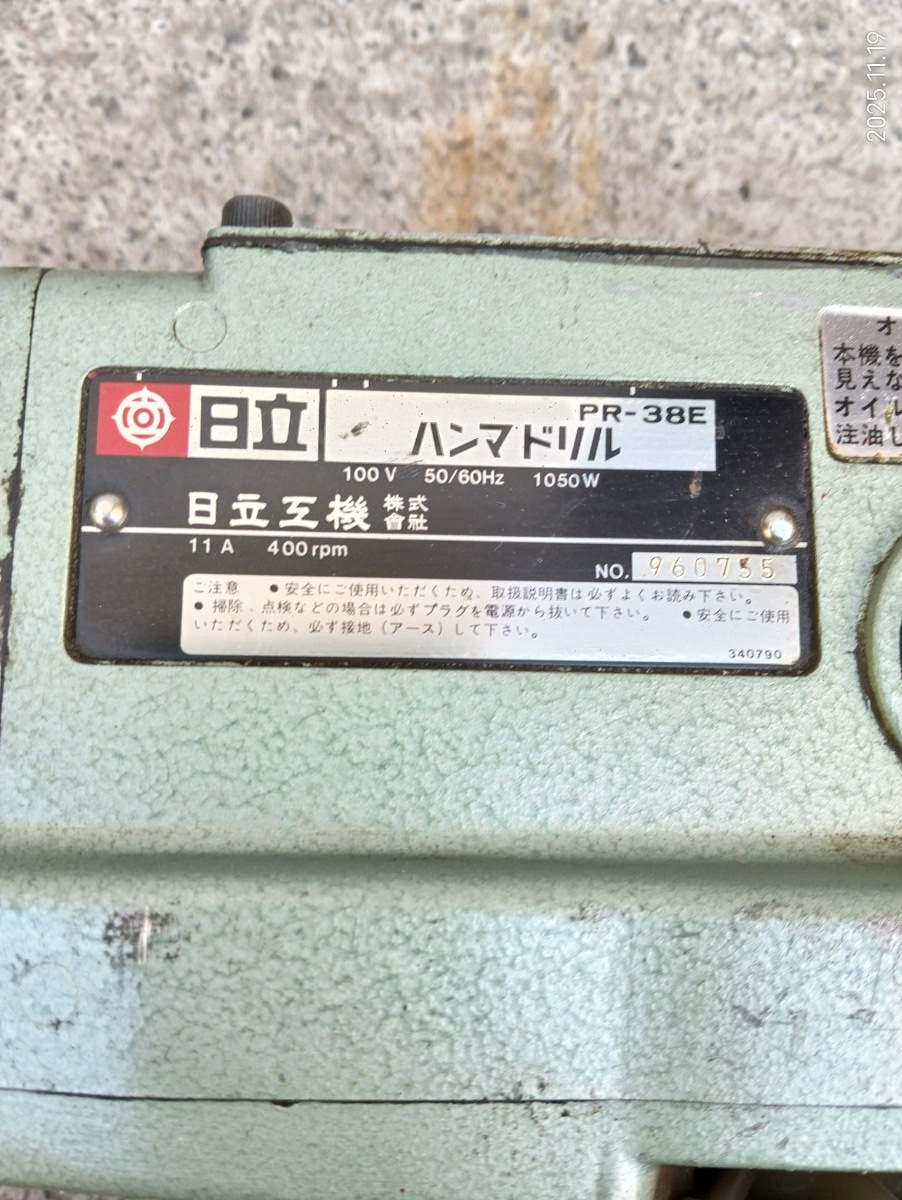 2025.11.19
日立
PR-38E
ハンマドリル
100V 50/60Hz 1050W
日立工機 株式會社
11A 400rpm
NO. 960755
ご注意 ●安全にご使用いただくため、取扱説明書は必ずよくお読み下さい。
●掃除、点検などの場合は必ずプラグを電源から抜いて下さい。 ●安全にご使用
いただくため、必ず接地（アース）して下さい。
340790
オ
本機を
見えな
オイル
注油し